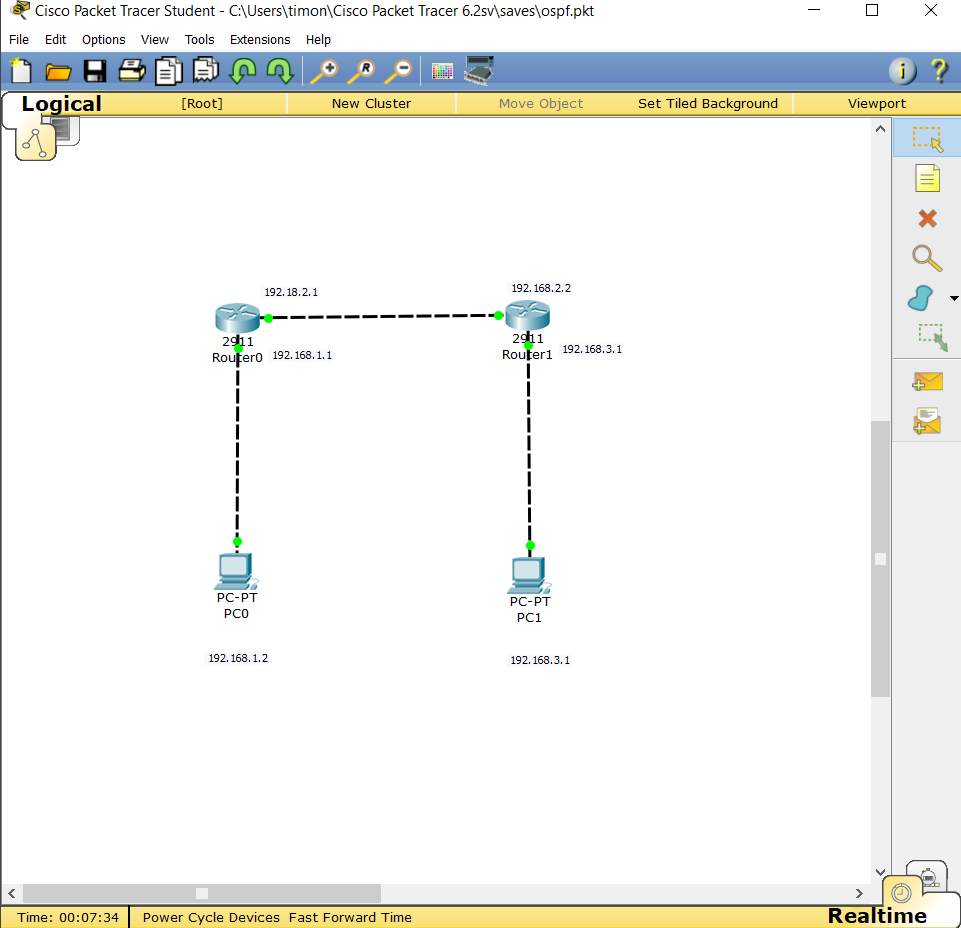 Cisco Packet Tracer Student - C:\Users\timon\Cisco Packet Tracer 6.2sv\saves\ospf.pkt
File Edit Options View Tools Extensions Help
Logical [Root] New Cluster Move Object Set Tiled Background Viewport
192.18.2.1
192.168.2.2
2911
Router0
192.168.1.1
2911
Router1
192.168.3.1
PC-PT
PC0
PC-PT
PC1
192.168.1.2
192.168.3.1
Time: 00:07:34 Power Cycle Devices Fast Forward Time Realtime